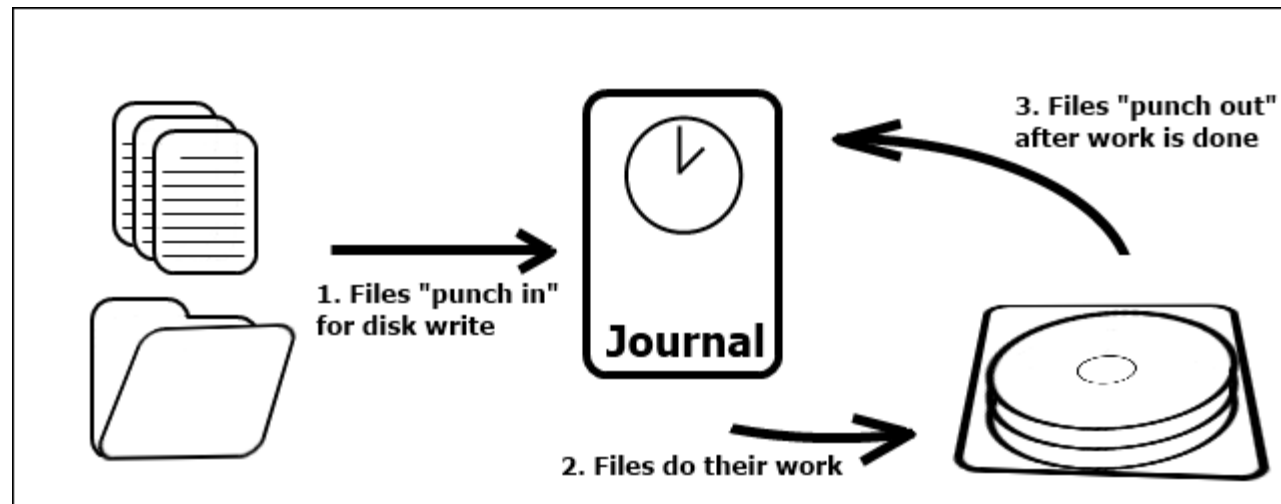 1. Files "punch in"
for disk write
Journal
2. Files do their work
3. Files "punch out"
after work is done